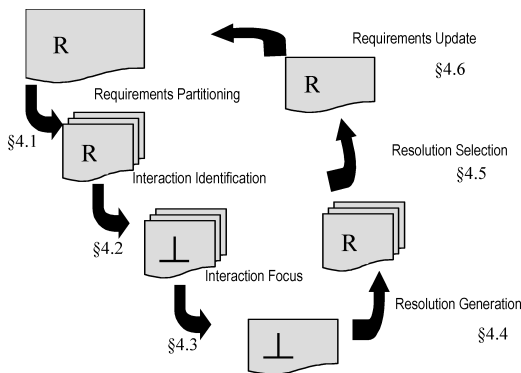 R
Requirements Update
§4.6
R
Requirements Partitioning
§4.1
R
Resolution Selection
§4.5
Interaction Identification
§4.2
⊥
R
Interaction Focus
Resolution Generation
§4.3
⊥
§4.4